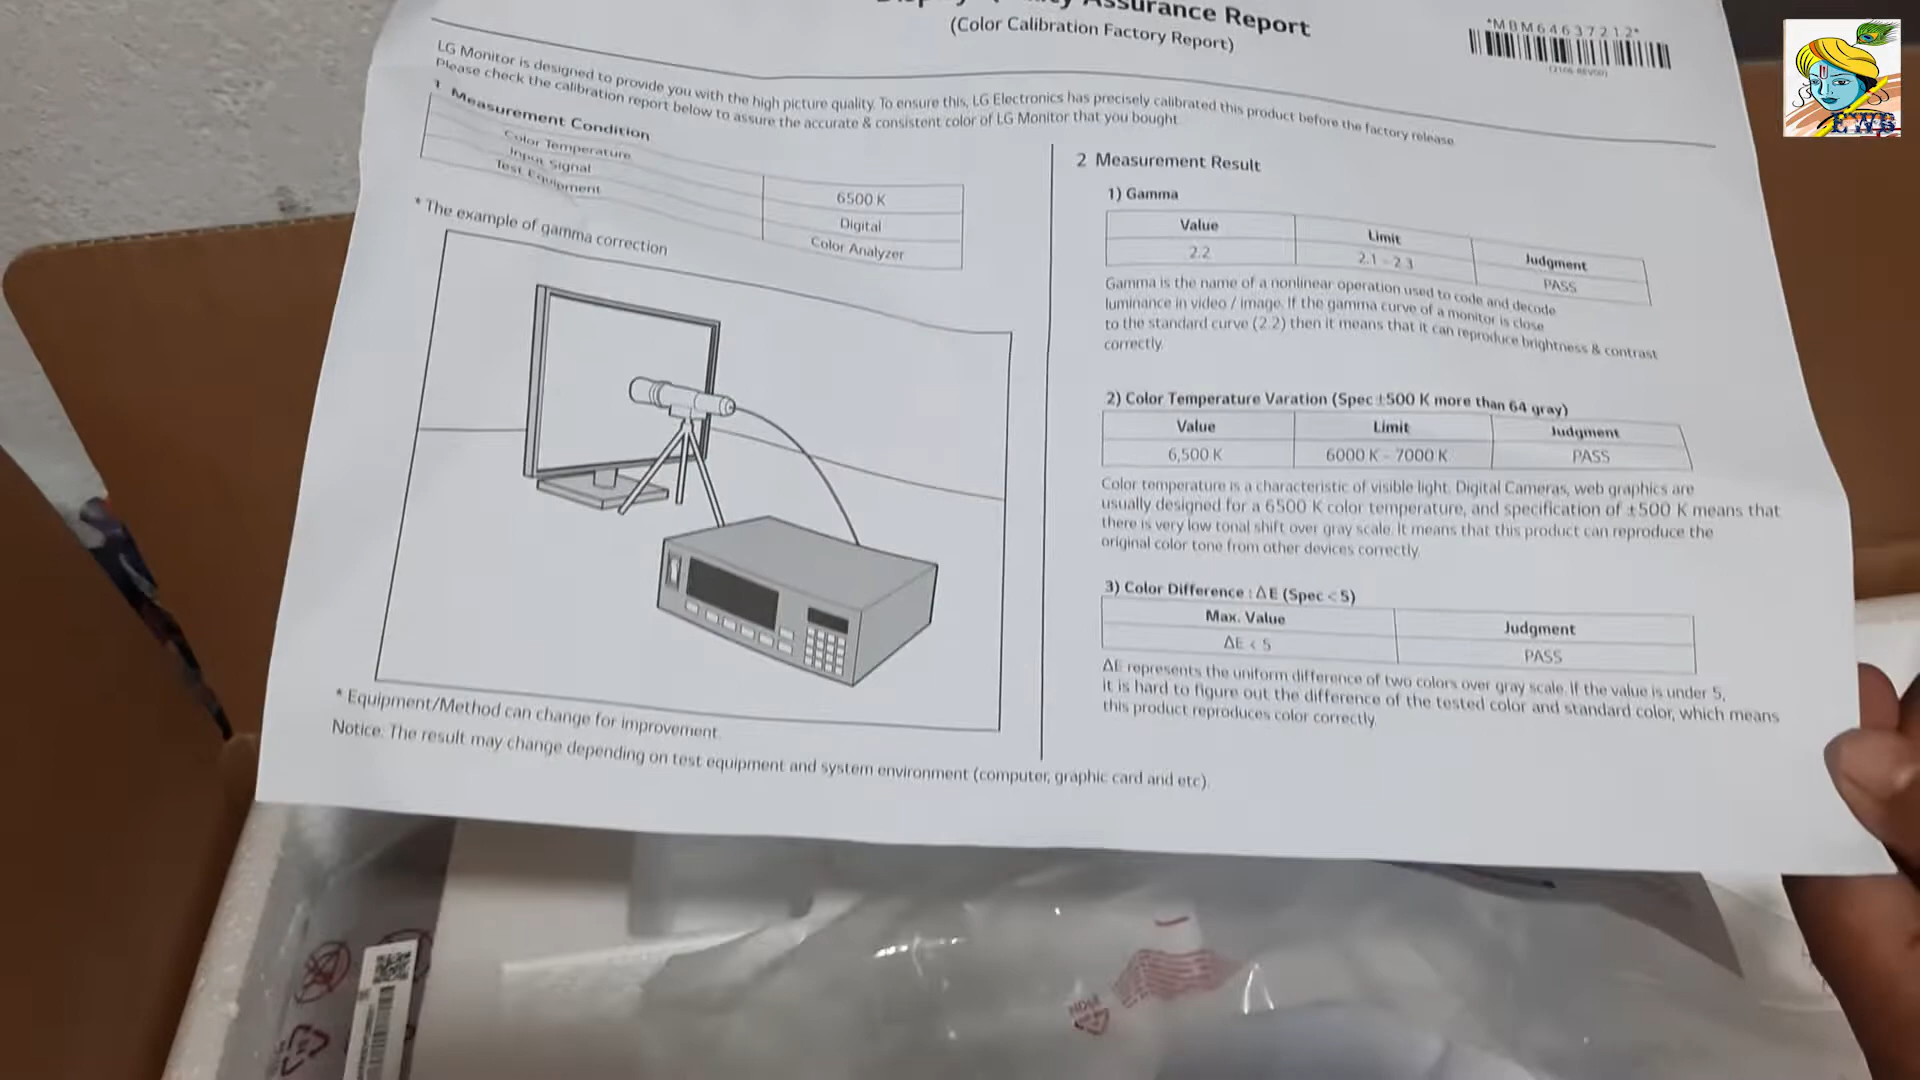 Assurance Report
(Color Calibration Factory Report)
*MBM64637212*
EWS
LG Monitor is designed to provide you with the high picture quality. To ensure this, LG Electronics has precisely calibrated this product before the factory release.
Please check the calibration report below to assure the accurate & consistent color of LG Monitor that you bought.
1 Measurement Condition
Color Temperature 6500 K
Input Signal Digital
Test Equipment Color Analyzer
* The example of gamma correction
* Equipment/Method can change for improvement.
Notice: The result may change depending on test equipment and system environment (computer, graphic card and etc).
2 Measurement Result
1) Gamma
Value Limit Judgment
2.2 2.1 - 2.3 PASS
Gamma is the name of a nonlinear operation used to code and decode
luminance in video / image. If the gamma curve of a monitor is close
to the standard curve (2.2) then it means that it can reproduce brightness & contrast
correctly.
2) Color Temperature Varation (Spec ±500 K more than 64 gray)
Value Limit Judgment
6,500 K 6000 K - 7000 K PASS
Color temperature is a characteristic of visible light. Digital Cameras, web graphics are
usually designed for a 6500 K color temperature, and specification of ±500 K means that
there is very low tonal shift over gray scale. It means that this product can reproduce the
original color tone from other devices correctly.
3) Color Difference : ΔE (Spec < 5)
Max. Value Judgment
ΔE < 5 PASS
ΔE represents the uniform difference of two colors over gray scale. If the value is under 5,
it is hard to figure out the difference of the tested color and standard color, which means
this product reproduces color correctly.